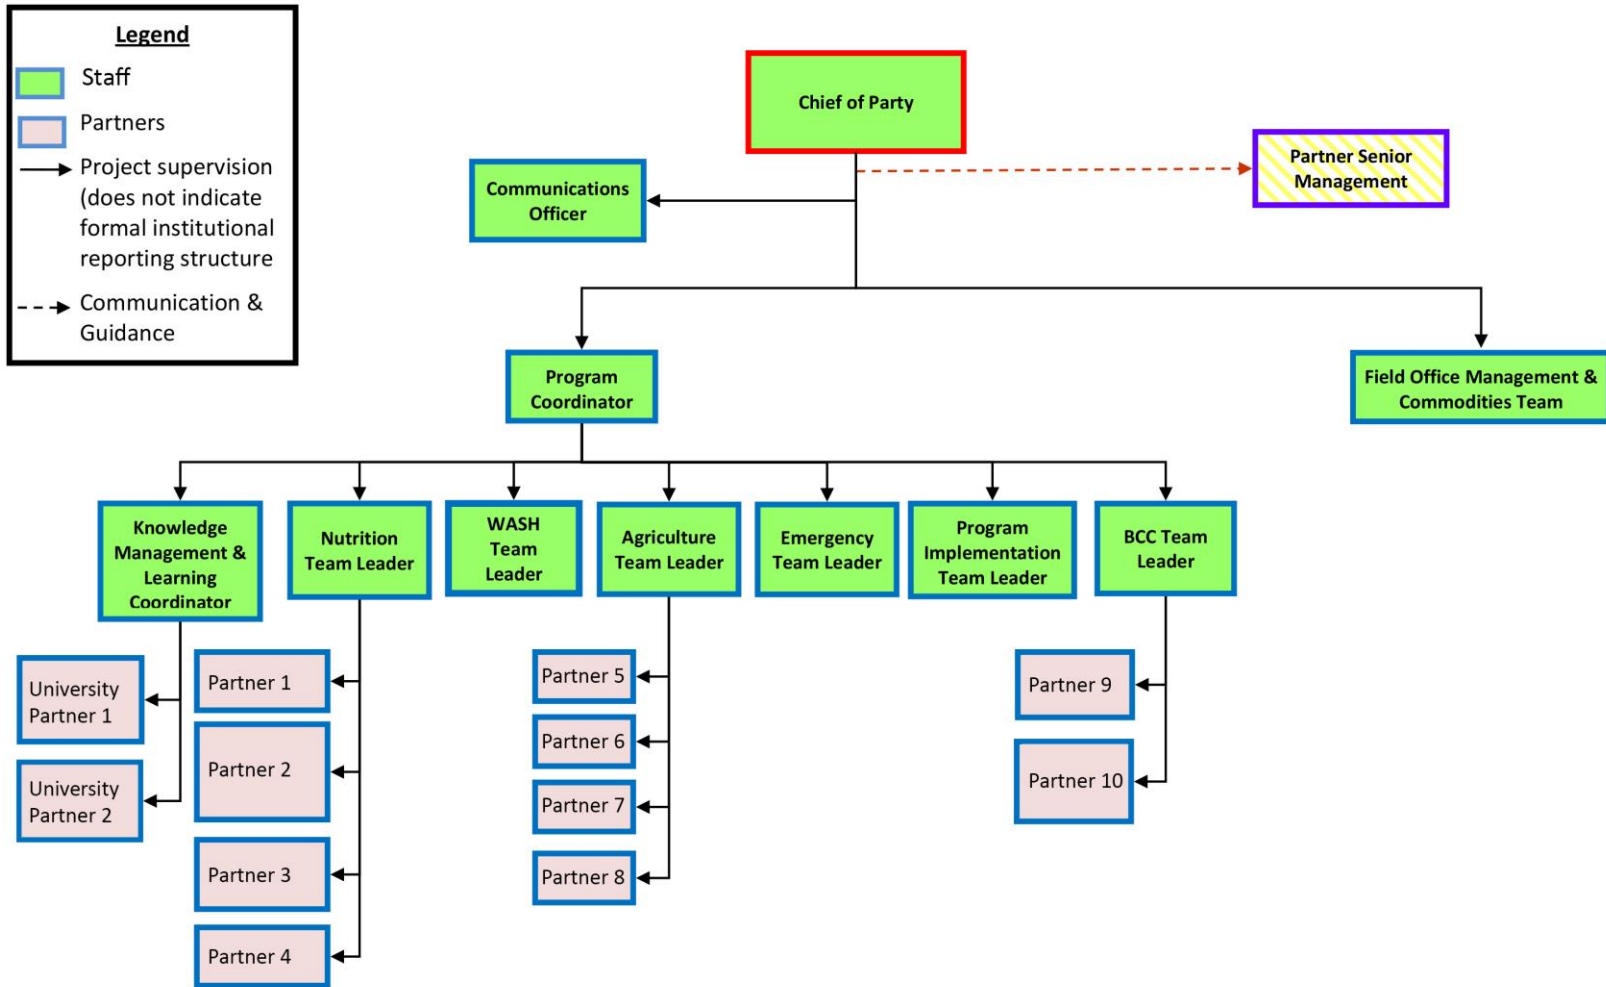 Legend
Staff
Partners
Project supervision
(does not indicate
formal institutional
reporting structure
Communication &
Guidance
Chief of Party
Partner Senior
Management
Communications
Officer
Program
Coordinator
Field Office Management &
Commodities Team
Knowledge
Management &
Learning
Coordinator
Nutrition
Team Leader
WASH
Team
Leader
Agriculture
Team Leader
Emergency
Team Leader
Program
Implementation
Team Leader
BCC Team
Leader
University
Partner 1
University
Partner 2
Partner 1
Partner 2
Partner 3
Partner 4
Partner 5
Partner 6
Partner 7
Partner 8
Partner 9
Partner 10